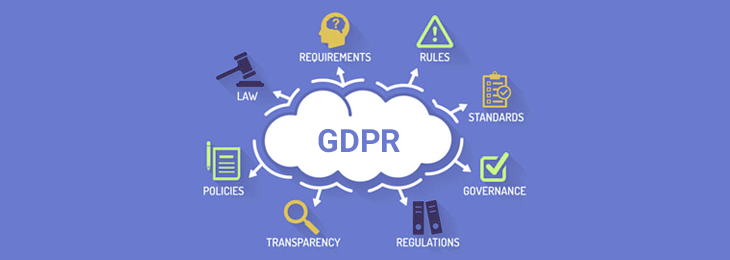 REQUIREMENTS
RULES
LAW
STANDARDS
GDPR
POLICIES
GOVERNANCE
TRANSPARENCY
REGULATIONS